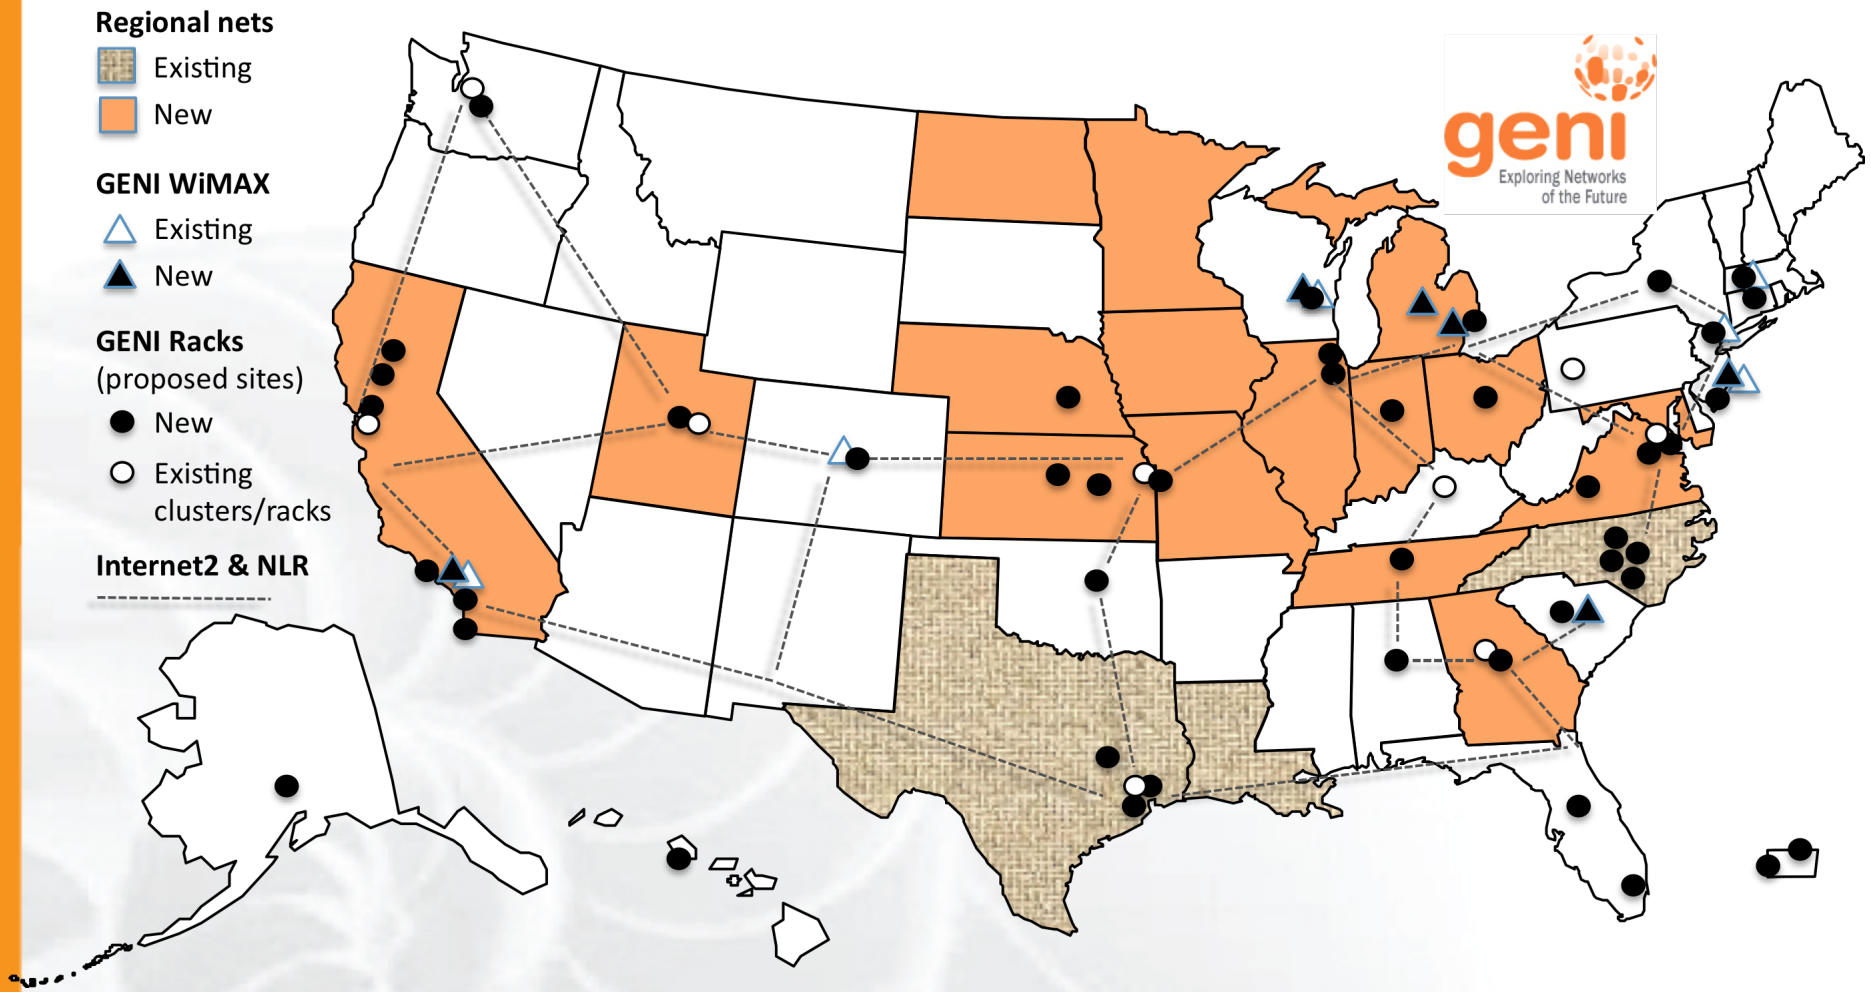 Regional nets
Existing
New
GENI WiMAX
Existing
New
GENI Racks
(proposed sites)
New
Existing
clusters/racks
Internet2 & NLR
geni
Exploring Networks
of the Future